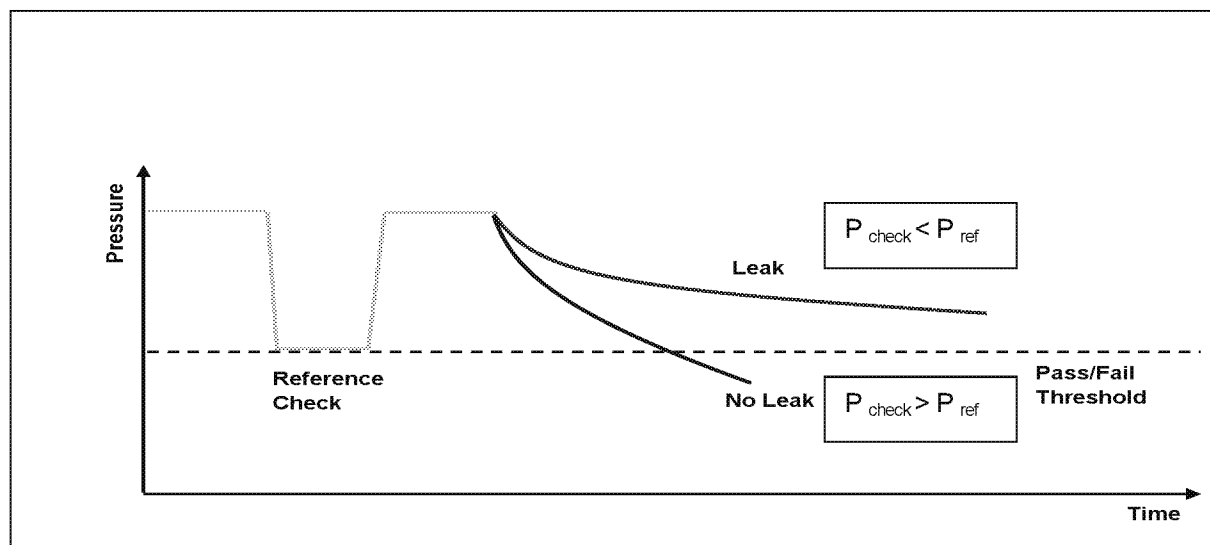 Pressure
P check < P ref
Leak
Reference
Check
No Leak
P check > P ref
Pass/Fail
Threshold
Time